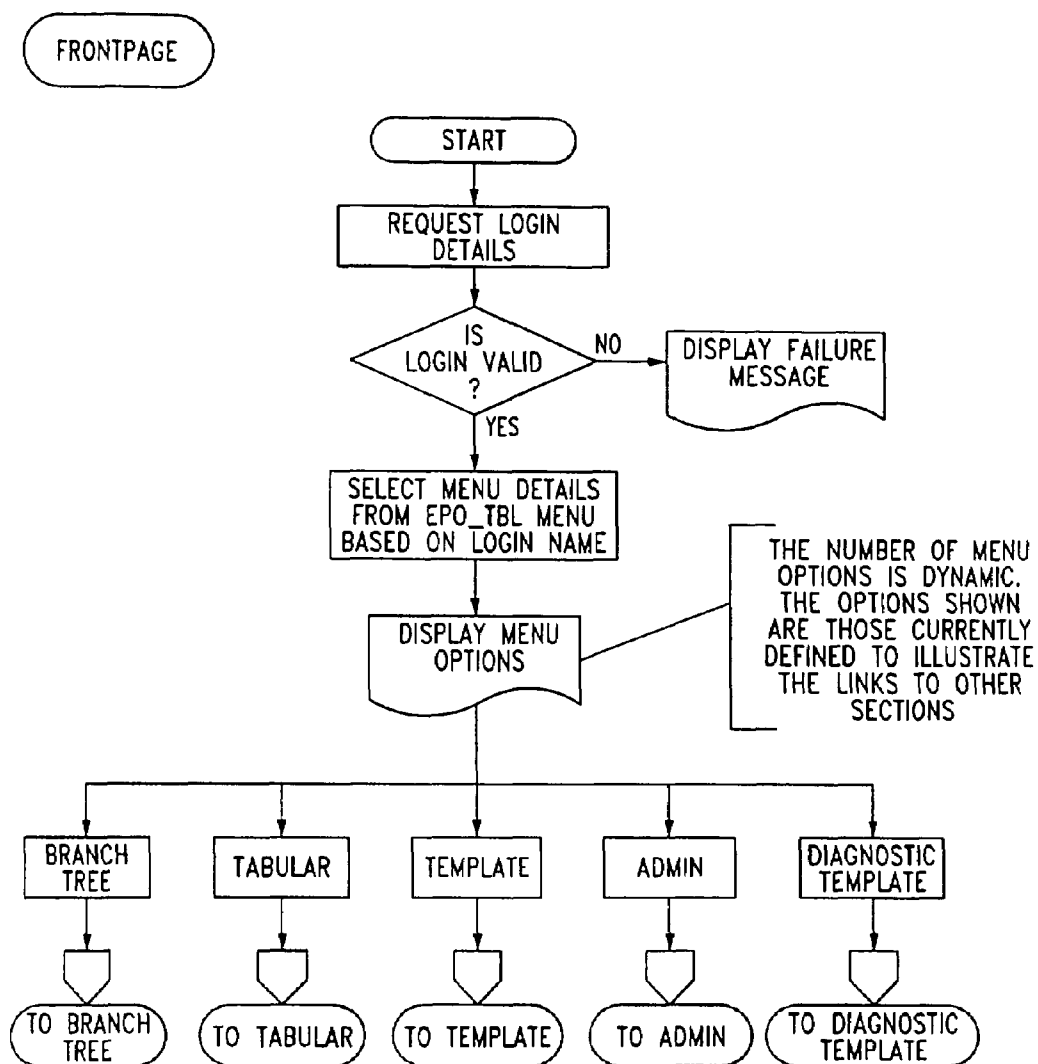 FRONTPAGE
START
REQUEST LOGIN
DETAILS
IS
LOGIN VALID
?
NO
DISPLAY FAILURE
MESSAGE
YES
SELECT MENU DETAILS
FROM EPO_TBL MENU
BASED ON LOGIN NAME
DISPLAY MENU
OPTIONS
THE NUMBER OF MENU
OPTIONS IS DYNAMIC.
THE OPTIONS SHOWN
ARE THOSE CURRENTLY
DEFINED TO ILLUSTRATE
THE LINKS TO OTHER
SECTIONS
BRANCH
TREE
TABULAR
TEMPLATE
ADMIN
DIAGNOSTIC
TEMPLATE
TO BRANCH
TREE
TO TABULAR
TO TEMPLATE
TO ADMIN
TO DIAGNOSTIC
TEMPLATE